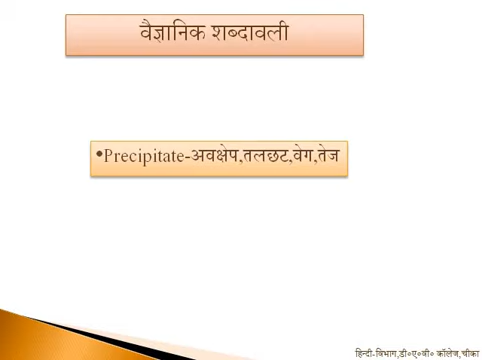 वैज्ञानिक शब्दावली
•Precipitate-अवक्षेप,तलछट,वेग,तेज
हिन्दी-विभाग,डी०ए०वी० कॉलेज,चीका